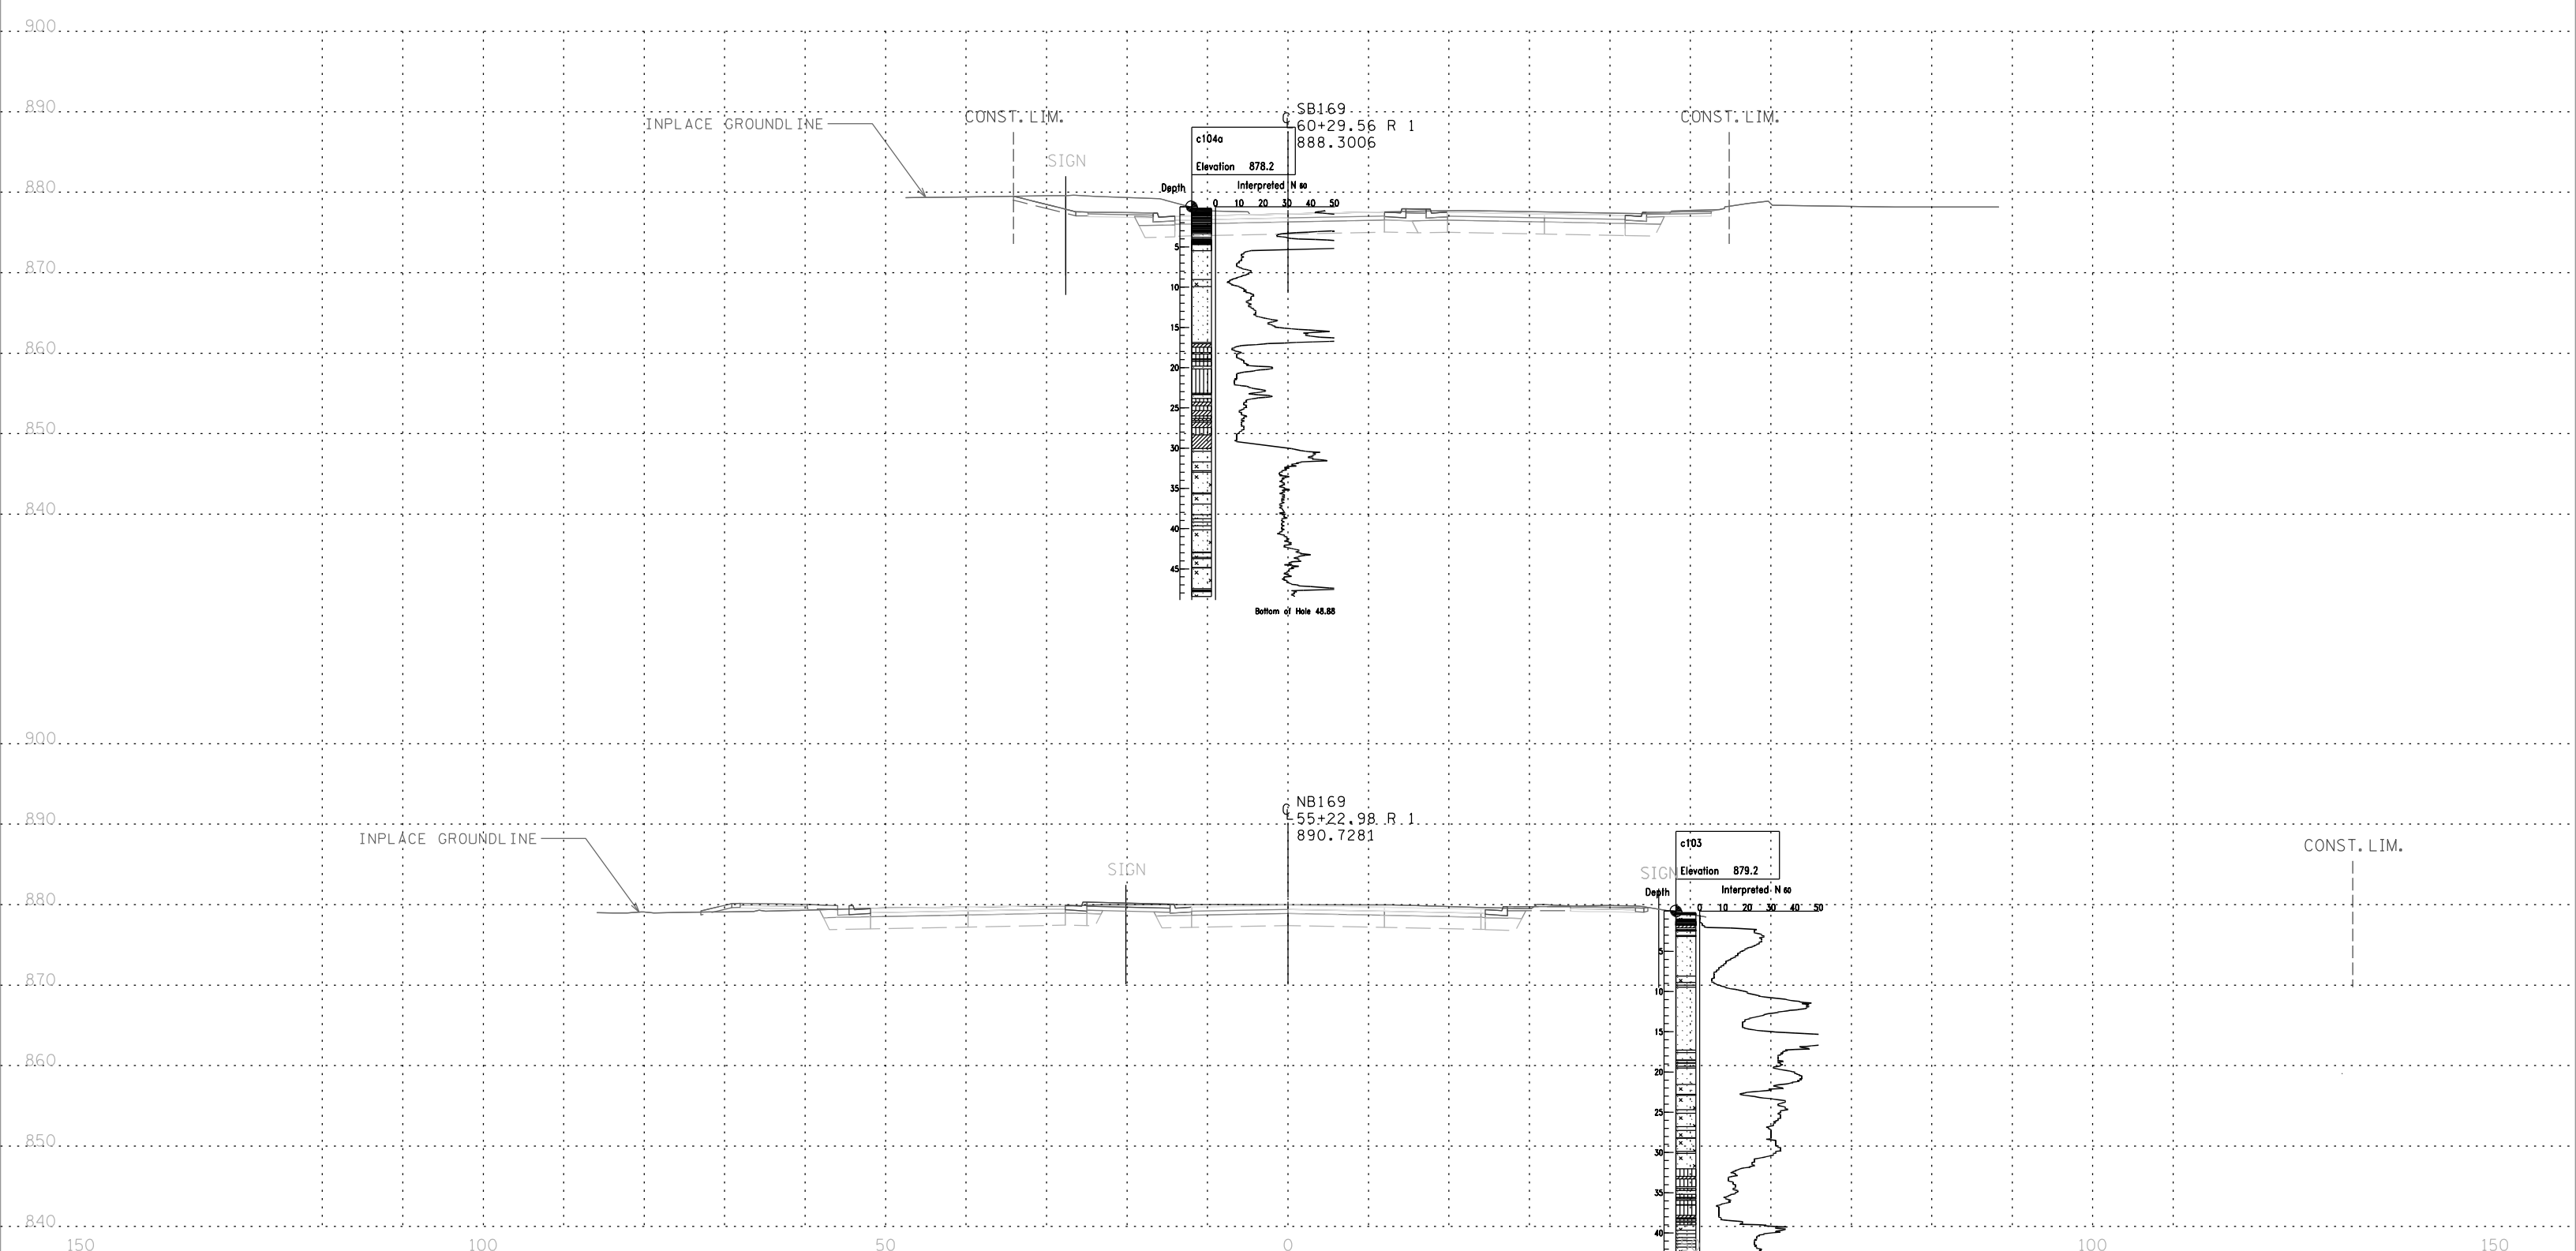 900
890
880
870
860
850
840
INPLACE GROUNDLINE
CONST.LIM.
SIGN
SB169
60+29.56 R 1
888.3006
CONST.LIM.
c104a
Elevation 878.2
Depth
Interpreted N 60
0 10 20 30 40 50
5
10
15
20
25
30
35
40
45
Bottom of Hole 48.88
900
890
880
870
860
850
840
INPLACE GROUNDLINE
SIGN
NB169
55+22.98 R 1
890.7281
SIGN
c103
Elevation 879.2
Depth
Interpreted N 60
0 10 20 30 40 50
5
10
15
20
25
30
35
40
CONST.LIM.
150 100 50 0 100 150